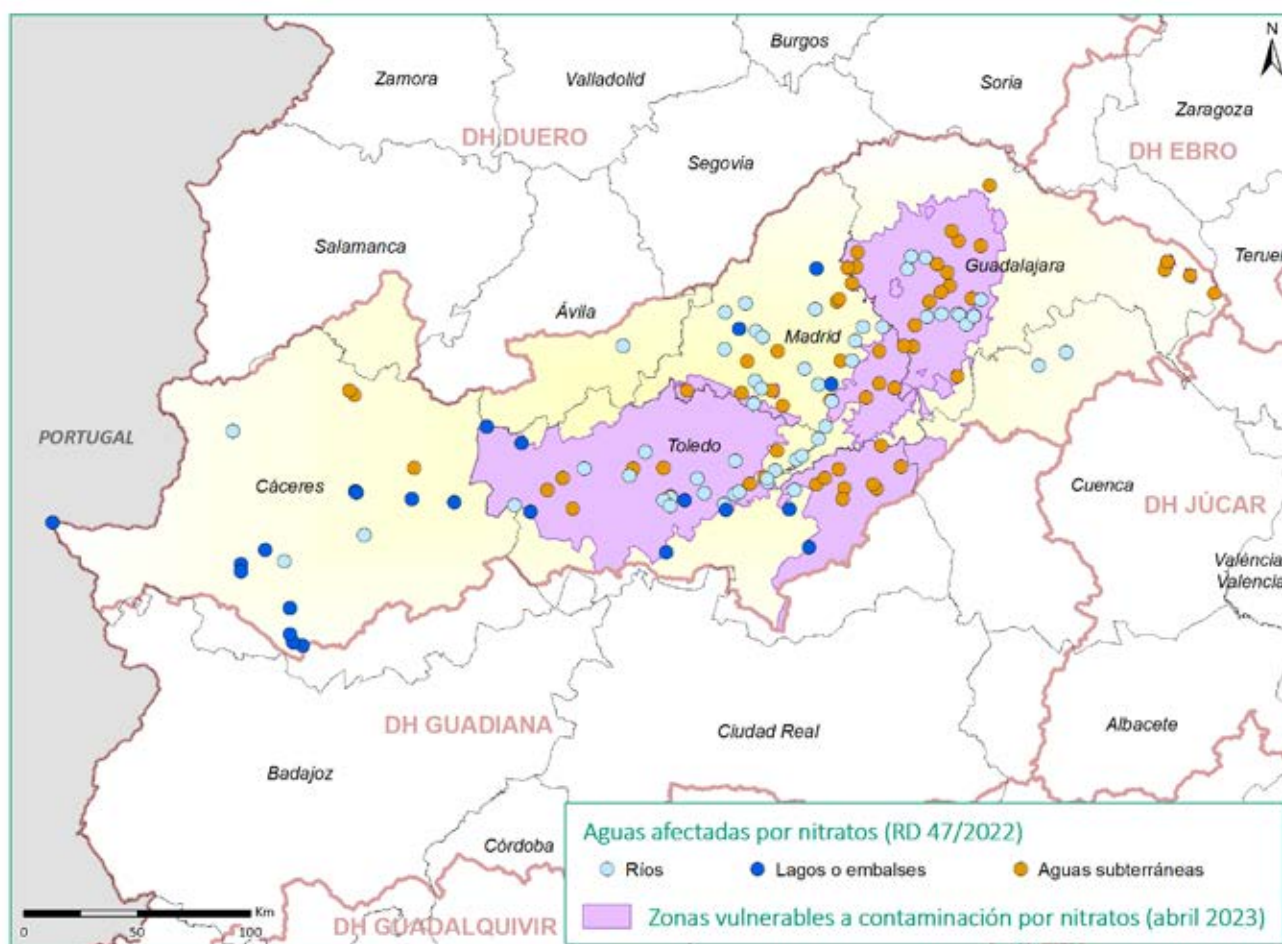 N
Burgos
Zamora
Valladolid
Soria
Zaragoza
DH DUERO
DH EBRO
Segovia
Salamanca
Guadalajara
Teruel
Ávila
Madrid
PORTUGAL
Toledo
Cáceres
Cuenca
DH JÚCAR
València/
Valencia
DH GUADIANA
Ciudad Real
Albacete
Badajoz
Córdoba
DH GUADALQUIVIR
Km
0 50 100
Aguas afectadas por nitratos (RD 47/2022)
Ríos Lagos o embalses Aguas subterráneas
Zonas vulnerables a contaminación por nitratos (abril 2023)